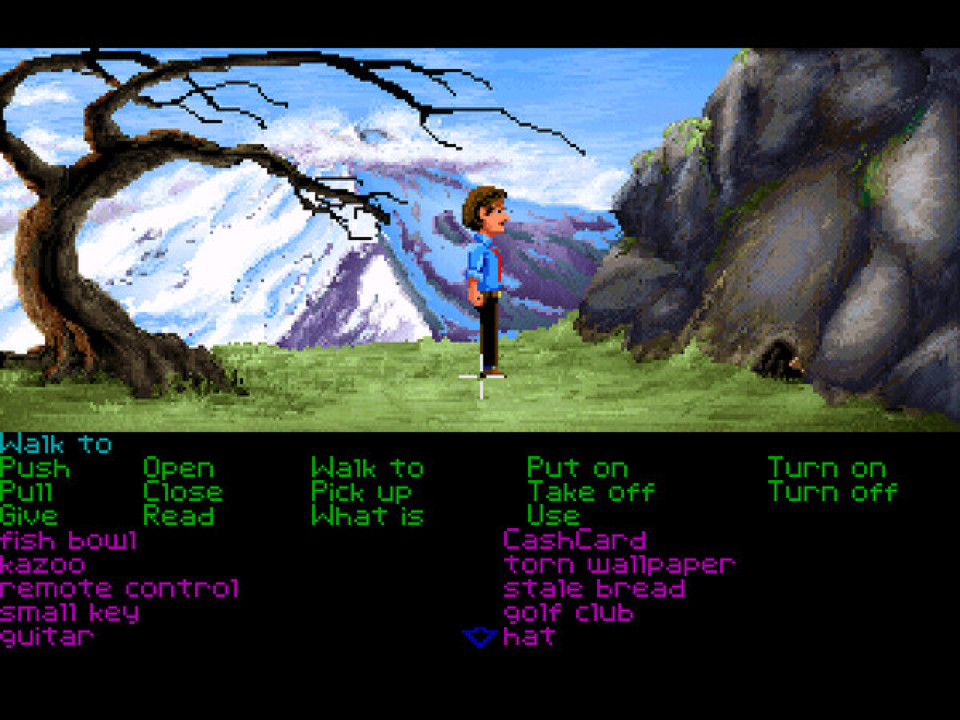 Walk to
Push Open Walk to Put on Turn on
Pull Close Pick up Take off Turn off
Give Read What is Use
fish bowl CashCard
kazoo torn wallpaper
remote control stale bread
small key golf club
guitar hat